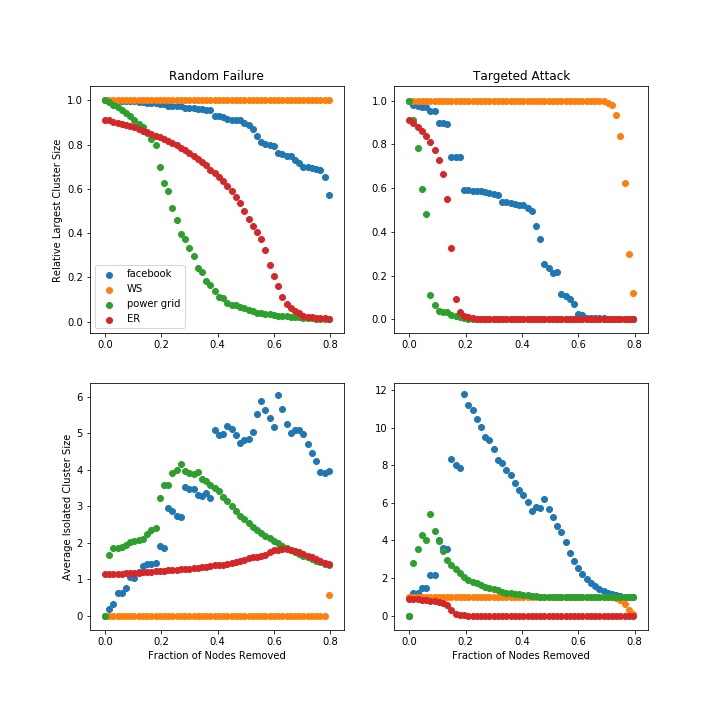 Random Failure
Targeted Attack
Relative Largest Cluster Size
1.0
0.8
0.6
0.4
0.2
0.0
facebook
WS
power grid
ER
0.0 0.2 0.4 0.6 0.8
1.0
0.8
0.6
0.4
0.2
0.0
0.0 0.2 0.4 0.6 0.8
Average Isolated Cluster Size
6
5
4
3
2
1
0
0.0 0.2 0.4 0.6 0.8
Fraction of Nodes Removed
12
10
8
6
4
2
0
0.0 0.2 0.4 0.6 0.8
Fraction of Nodes Removed